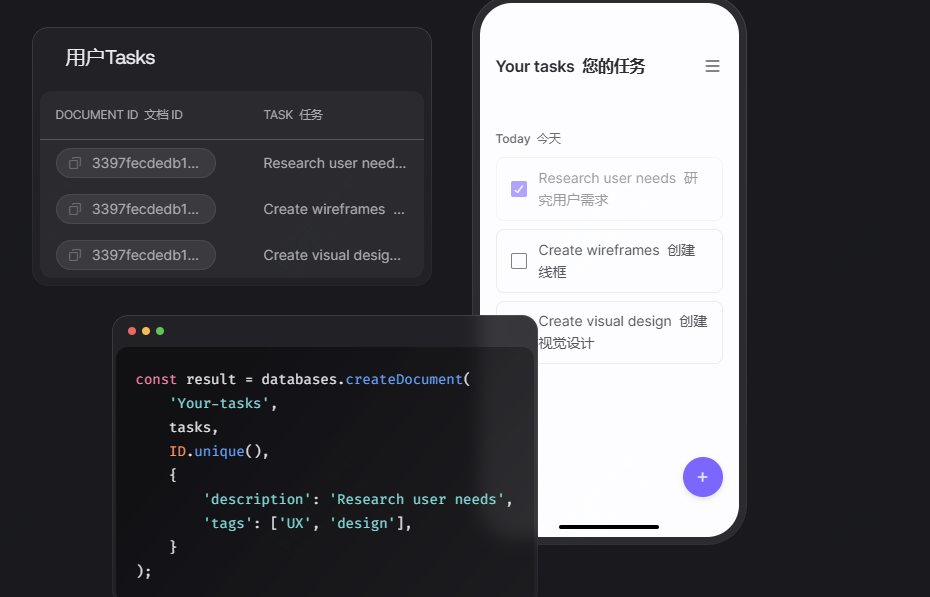 用户Tasks
DOCUMENT ID 文档 ID TASK 任务
3397fecdedb1... Research user need...
3397fecdedb1... Create wireframes ...
3397fecdedb1... Create visual desig...
Your tasks 您的任务
Today 今天
Research user needs 研
究用户需求
Create wireframes 创建
线框
Create visual design 创建
视觉设计
+
const result = databases.createDocument(
    'Your-tasks',
    tasks,
    ID.unique(),
    {
        'description': 'Research user needs',
        'tags': ['UX', 'design'],
    }
);